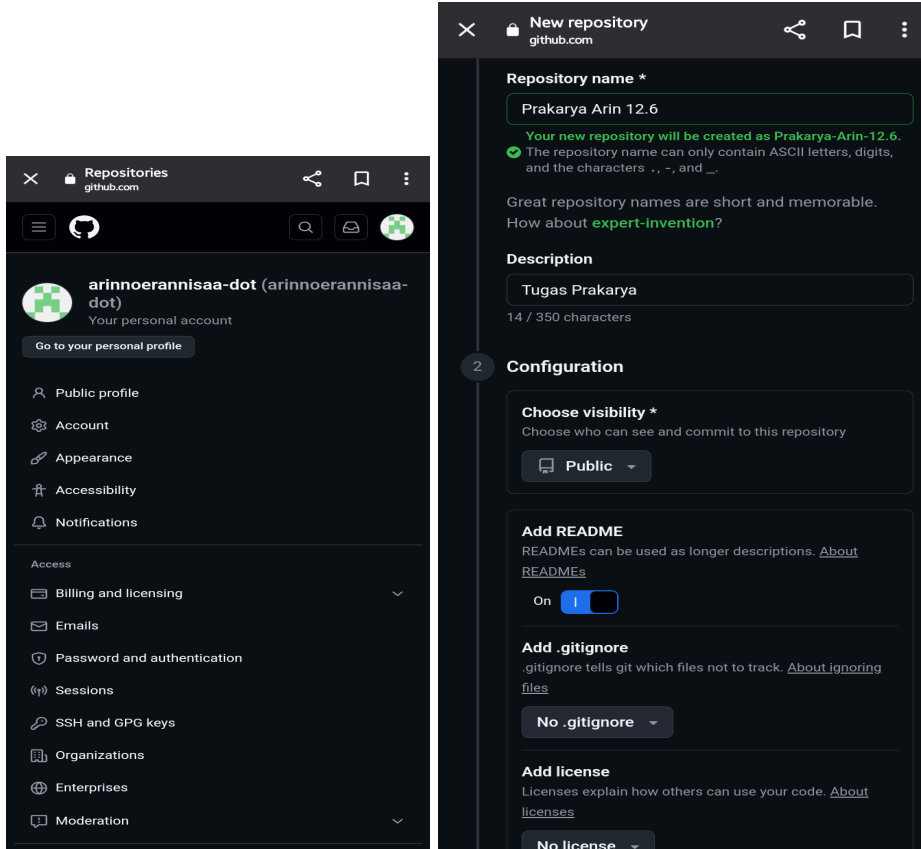 Repositories
github.com
arinnoerannisaa-dot (arinnoerannisaa-
dot)
Your personal account
Go to your personal profile
Public profile
Account
Appearance
Accessibility
Notifications
Access
Billing and licensing
Emails
Password and authentication
Sessions
SSH and GPG keys
Organizations
Enterprises
Moderation
New repository
github.com
Repository name *
Prakarya Arin 12.6
Your new repository will be created as Prakarya-Arin-12.6.
The repository name can only contain ASCII letters, digits,
and the characters ., -, and _.
Great repository names are short and memorable.
How about expert-invention?
Description
Tugas Prakarya
14 / 350 characters
2 Configuration
Choose visibility *
Choose who can see and commit to this repository
Public
Add README
READMEs can be used as longer descriptions. About
READMEs
On
Add .gitignore
.gitignore tells git which files not to track. About ignoring
files
No .gitignore
Add license
Licenses explain how others can use your code. About
licenses
No license